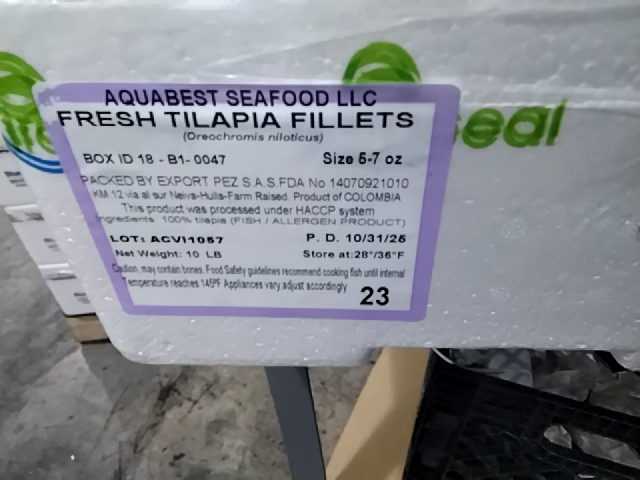 AQUABEST SEAFOOD LLC
FRESH TILAPIA FILLETS
(Oreochromis niloticus)
BOX ID 18 - B1- 0047 Size 5-7 oz
PACKED BY EXPORT PEZ S.A.S.FDA No 14070921010
KM 12 via al sur Neiva-Huila-Farm Raised. Product of COLOMBIA
This product was processed under HACCP system
Ingredients: 100% tilapia (FISH / ALLERGEN PRODUCT)
LOT: ACVI1057 P. D. 10/31/25
Net Weight: 10 LB Store at:28°/36°F
Caution, may contain bones. Food Safety guidelines recommend cooking fish until internal
Temperature reaches 145°F Appliances vary,adjust accordingly
23
seal